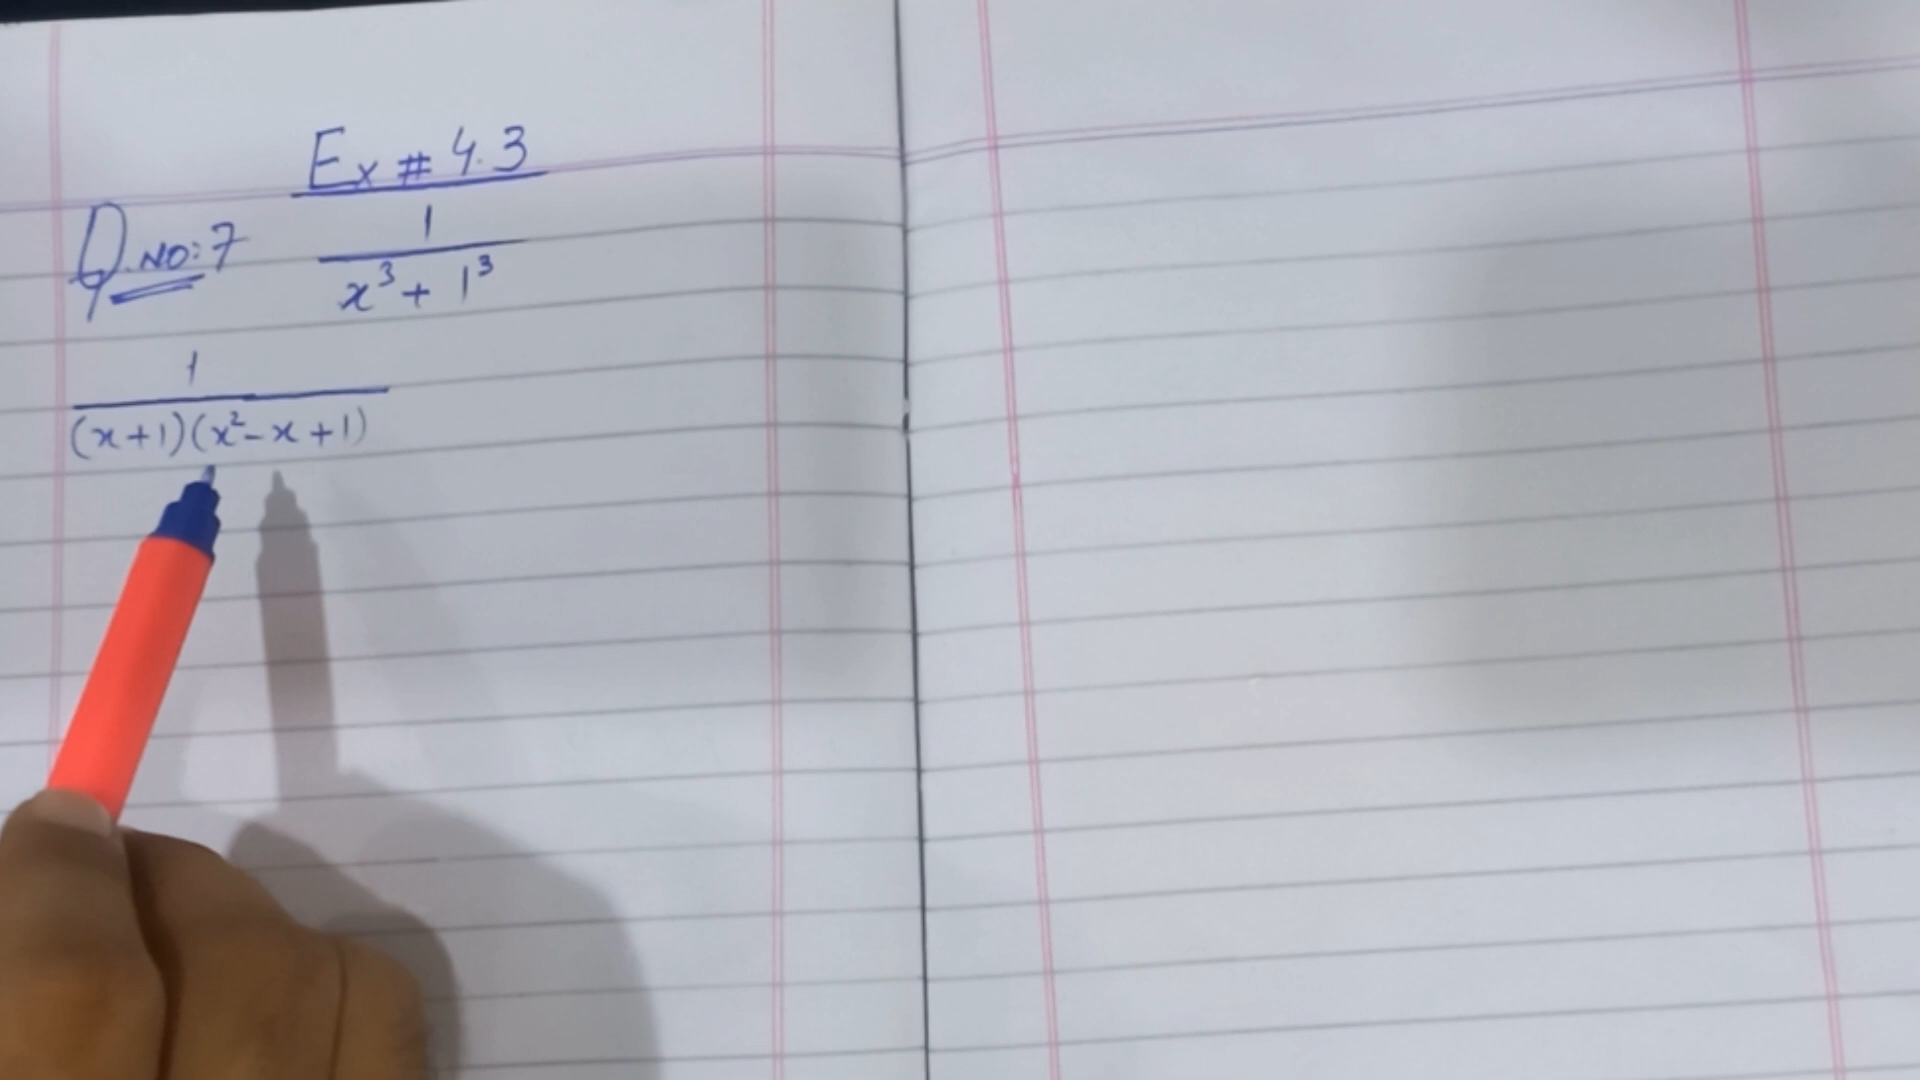 Ex # 4.3
Q.NO:7 1/(x³ + 1³)
1/((x+1)(x²-x+1))